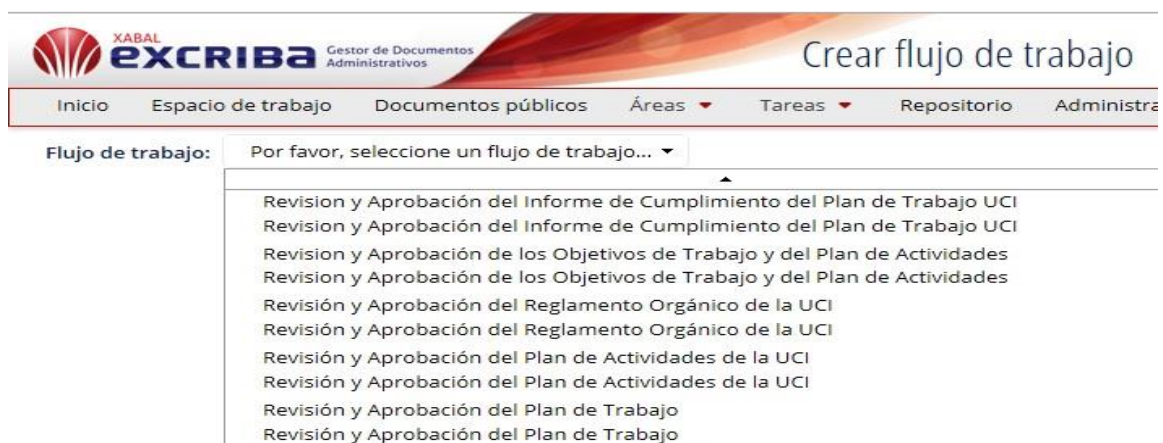 XABAL
excriba
Gestor de Documentos
Administrativos
Crear flujo de trabajo
Inicio Espacio de trabajo Documentos públicos Áreas Tareas Repositorio Administra
Flujo de trabajo: Por favor, seleccione un flujo de trabajo...
Revision y Aprobación del Informe de Cumplimiento del Plan de Trabajo UCI
Revision y Aprobación del Informe de Cumplimiento del Plan de Trabajo UCI
Revisión y Aprobación de los Objetivos de Trabajo y del Plan de Actividades
Revisión y Aprobación de los Objetivos de Trabajo y del Plan de Actividades
Revisión y Aprobación del Reglamento Orgánico de la UCI
Revisión y Aprobación del Reglamento Orgánico de la UCI
Revisión y Aprobación del Plan de Actividades de la UCI
Revisión y Aprobación del Plan de Actividades de la UCI
Revisión y Aprobación del Plan de Trabajo
Revisión y Aprobación del Plan de Trabajo